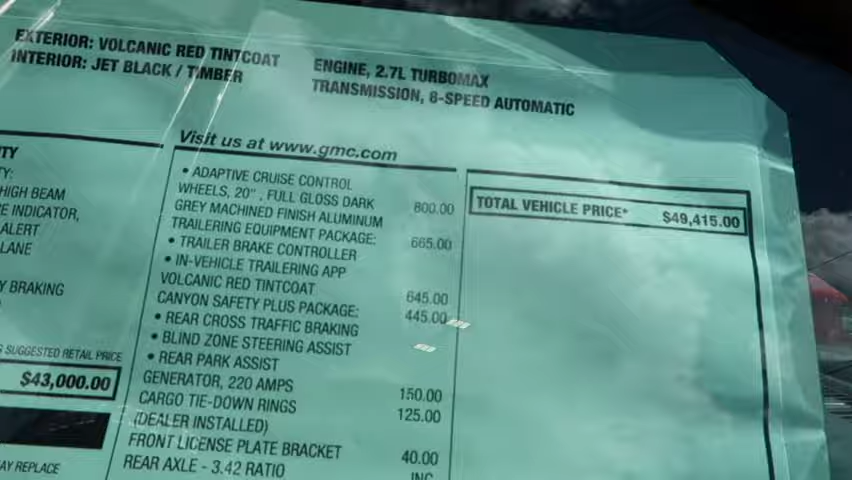 EXTERIOR: VOLCANIC RED TINTCOAT
INTERIOR: JET BLACK / TIMBER
ENGINE, 2.7L TURBOMAX
TRANSMISSION, 8-SPEED AUTOMATIC
TY
TY:
HIGH BEAM
E INDICATOR,
ALERT
LANE
Y BRAKING
SUGGESTED RETAIL PRICE
$43,000.00
AY REPLACE
Visit us at www.gmc.com
• ADAPTIVE CRUISE CONTROL
WHEELS, 20", FULL GLOSS DARK 800.00
GREY MACHINED FINISH ALUMINUM
TRAILERING EQUIPMENT PACKAGE: 665.00
• TRAILER BRAKE CONTROLLER
• IN-VEHICLE TRAILERING APP
VOLCANIC RED TINTCOAT 645.00
CANYON SAFETY PLUS PACKAGE: 445.00
• REAR CROSS TRAFFIC BRAKING
• BLIND ZONE STEERING ASSIST
• REAR PARK ASSIST
GENERATOR, 220 AMPS 150.00
CARGO TIE-DOWN RINGS 125.00
(DEALER INSTALLED)
FRONT LICENSE PLATE BRACKET 40.00
REAR AXLE - 3.42 RATIO INC
TOTAL VEHICLE PRICE* $49,415.00